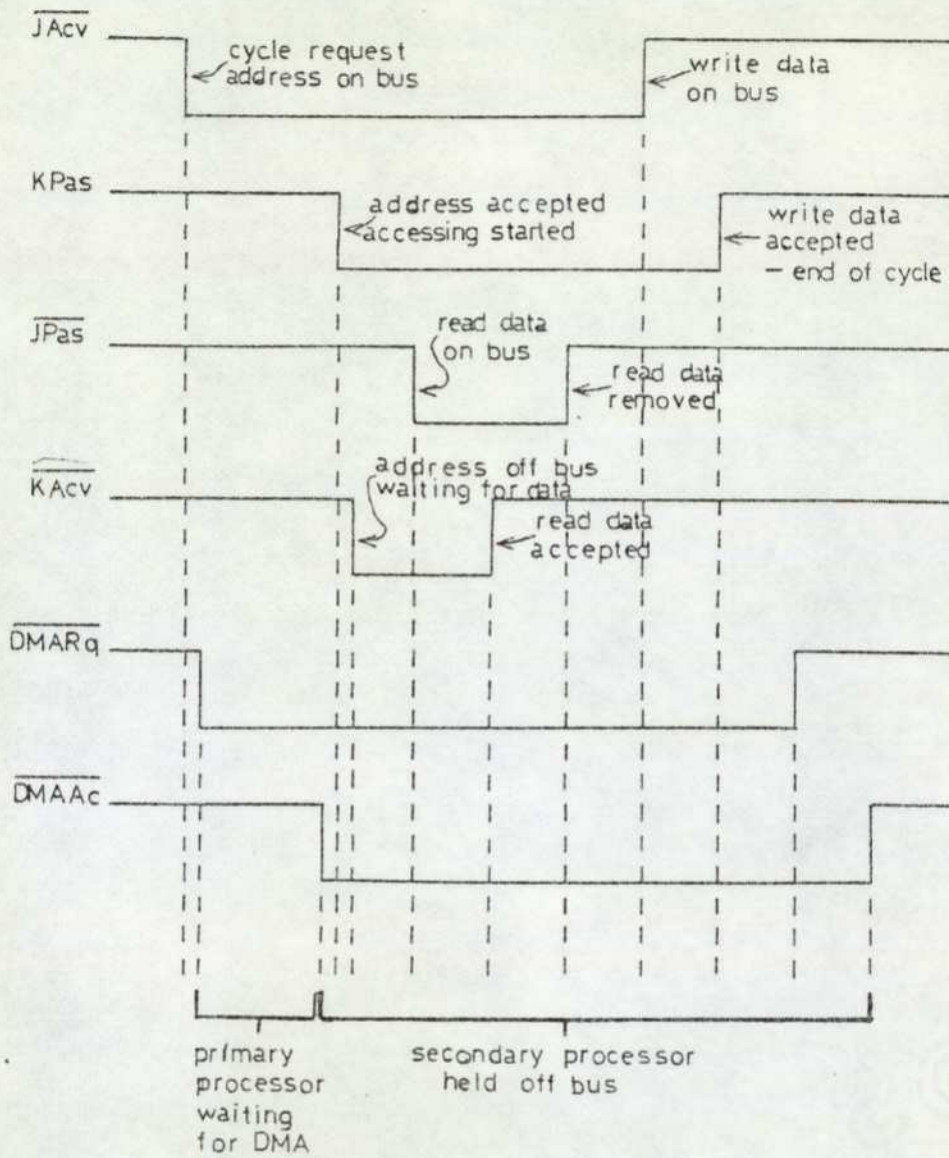 JAcv
cycle request
address on bus
write data
on bus
KPas
address accepted
accessing started
write data
accepted
– end of cycle
JPas
read data
on bus
read data
removed
KAcv
address off bus
waiting for data
read data
accepted
DMARq
DMAAc
primary
processor
waiting
for DMA
secondary processor
held off bus